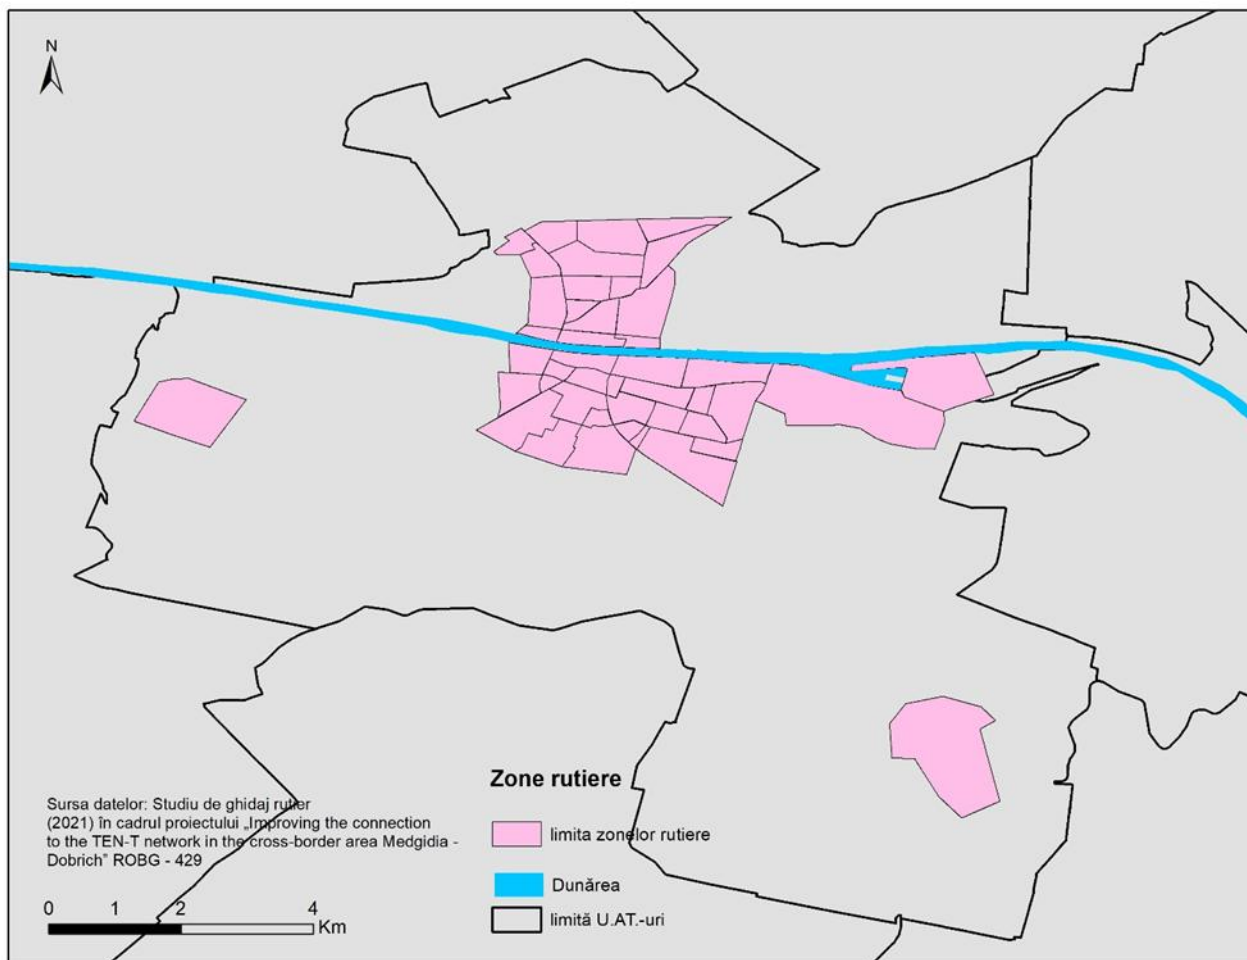 N
Zone rutiere
Sursa datelor: Studiu de ghidaj rutier
(2021) în cadrul proiectului „Improving the connection
to the TEN-T network in the cross-border area Medgidia -
Dobrich” ROBG - 429
limita zonelor rutiere
Dunărea
limită U.AT.-uri
0 1 2 4
Km